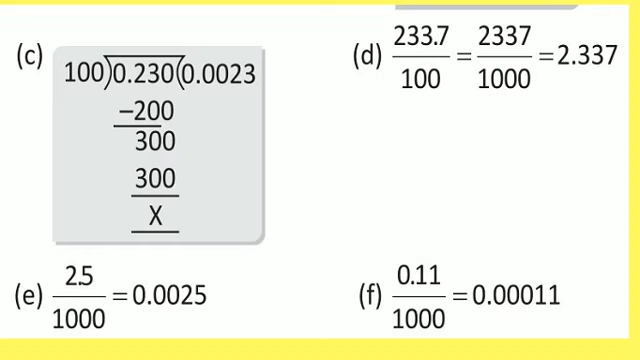 (c) 100)0.230(0.0023
–200
300
300
X
(d) 233.7/100 = 2337/1000 = 2.337
(e) 2.5/1000 = 0.0025
(f) 0.11/1000 = 0.00011